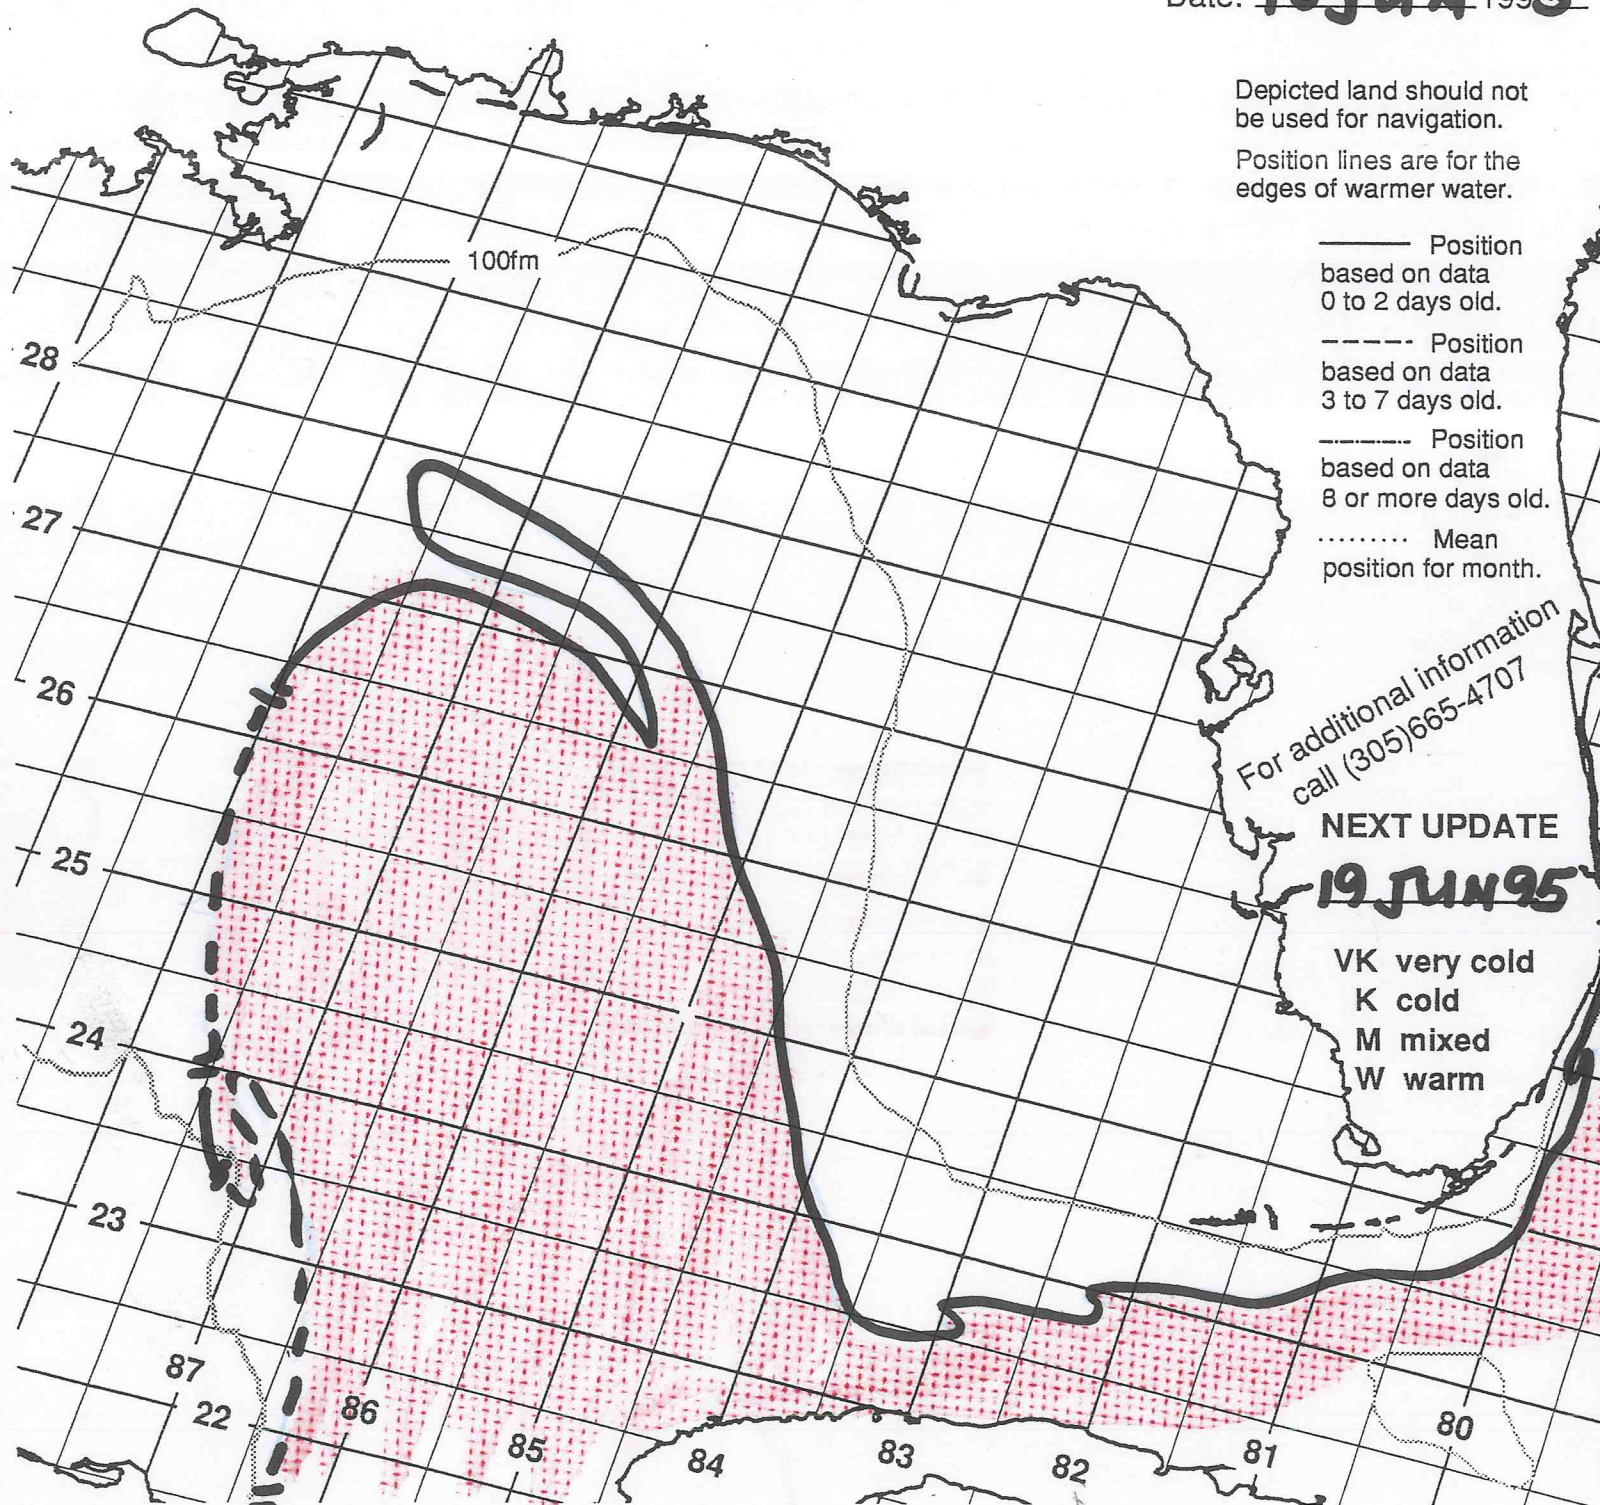 Date:
Depicted land should not
be used for navigation.
Position lines are for the
edges of warmer water.
Position
based on data
0 to 2 days old.
Position
based on data
3 to 7 days old.
Position
based on data
8 or more days old.
Mean
position for month.
For additional information
call (305)665-4707
NEXT UPDATE
19 JUN 95
VK very cold
K cold
M mixed
W warm
100fm
28
27
26
25
24
23
22
87
86
85
84
83
82
81
80